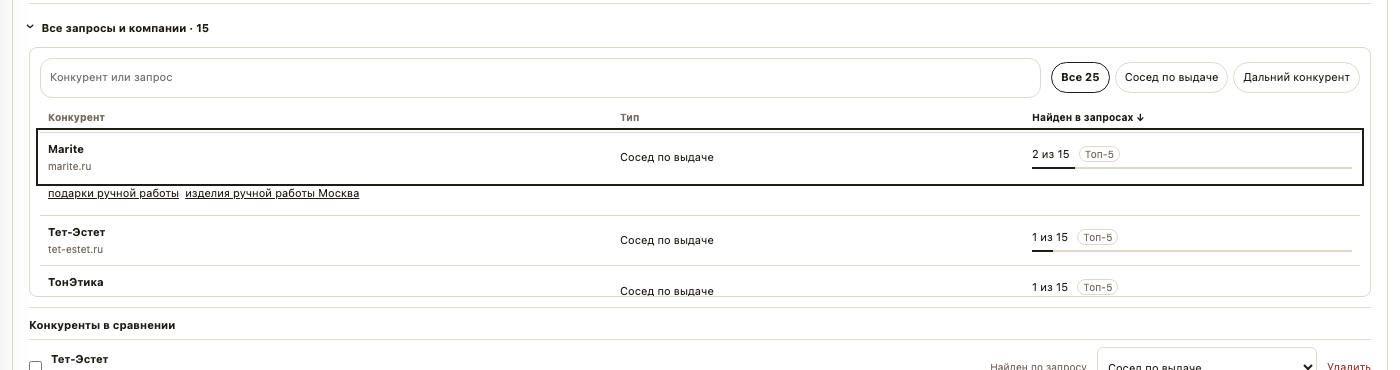 Все запросы и компании · 15
Конкурент или запрос
Все 25
Сосед по выдаче
Дальний конкурент
Конкурент
Тип
Найден в запросах ↓
Marite
marite.ru
Сосед по выдаче
2 из 15
Топ-5
подарки ручной работы изделия ручной работы Москва
Тет-Эстет
tet-estet.ru
Сосед по выдаче
1 из 15
Топ-5
ТонЭтика
Сосед по выдаче
1 из 15
Топ-5
Конкуренты в сравнении
Тет-Эстет
Найден по запросу
Сосед по выдаче
Удалить